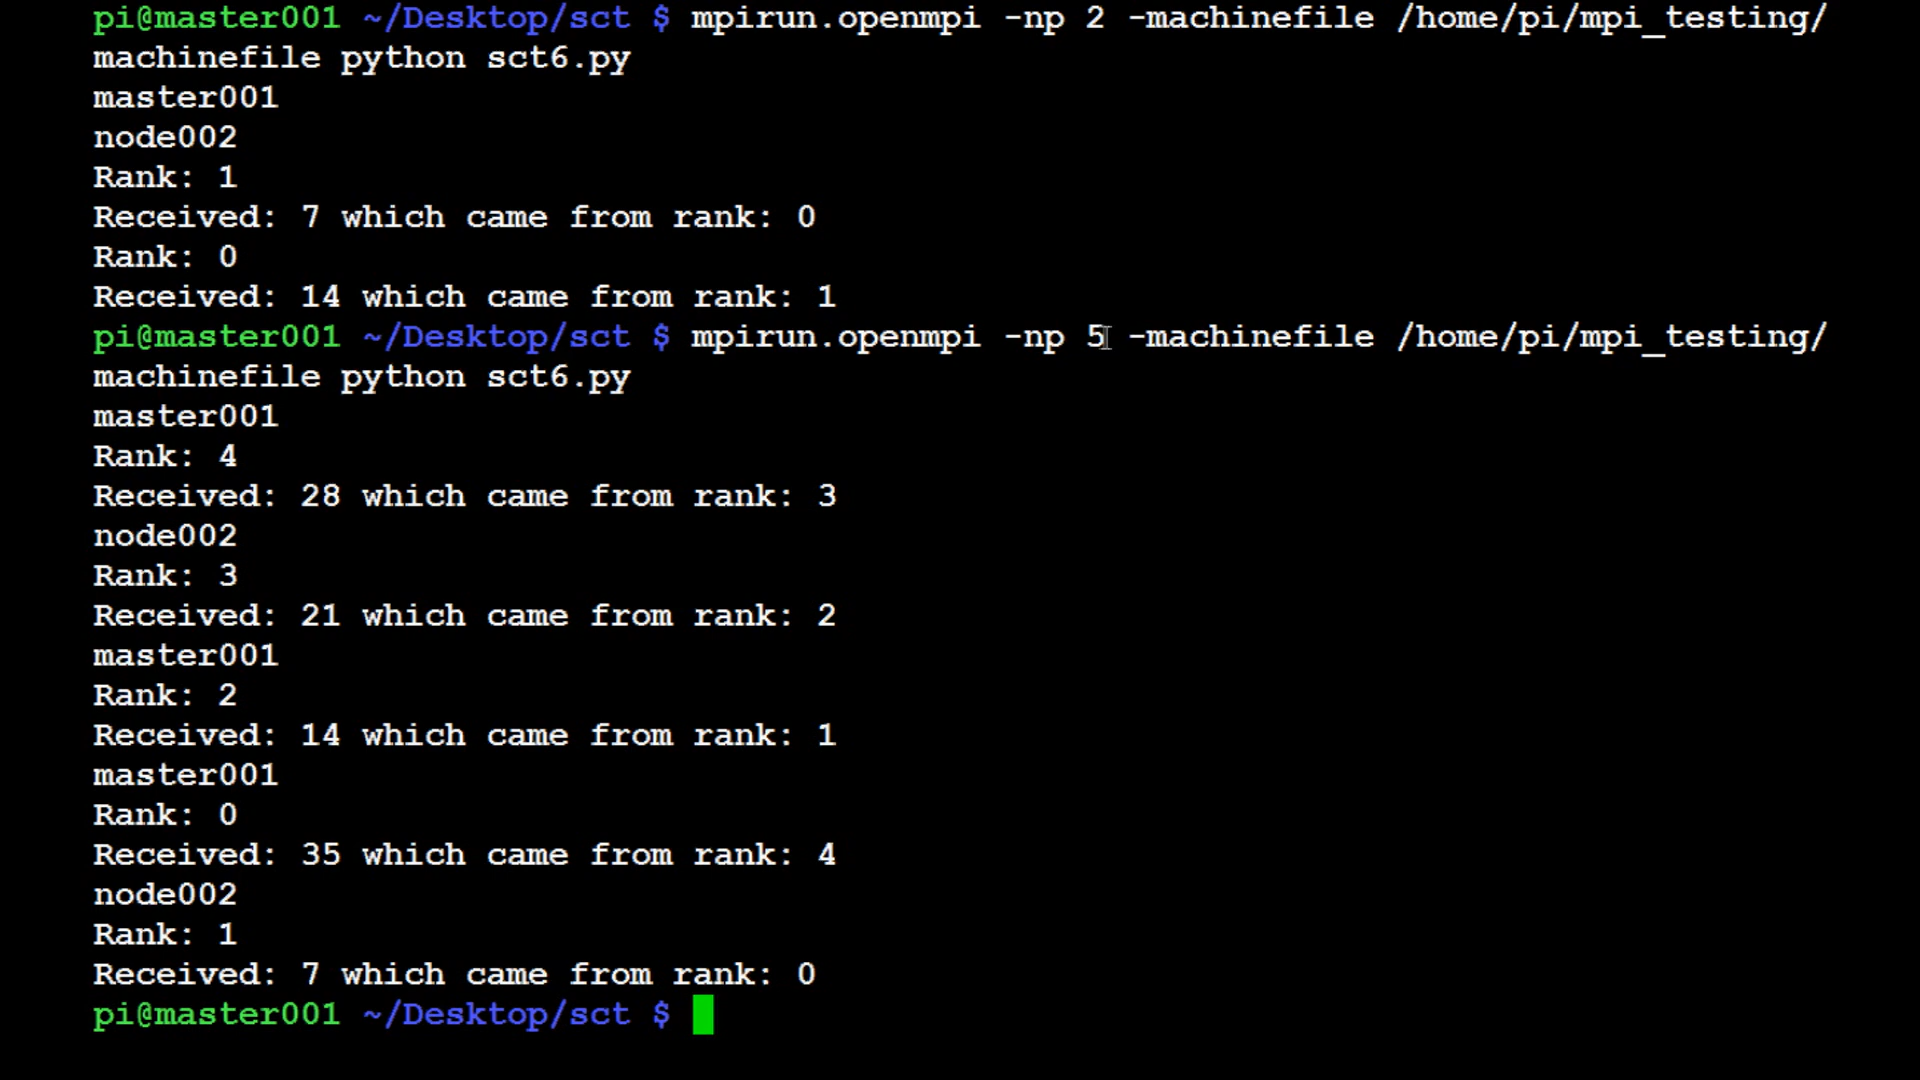 pi@master001 ~/Desktop/sct $ mpirun.openmpi -np 2 -machinefile /home/pi/mpi_testing/
machinefile python sct6.py
master001
node002
Rank: 1
Received: 7 which came from rank: 0
Rank: 0
Received: 14 which came from rank: 1
pi@master001 ~/Desktop/sct $ mpirun.openmpi -np 5 -machinefile /home/pi/mpi_testing/
machinefile python sct6.py
master001
Rank: 4
Received: 28 which came from rank: 3
node002
Rank: 3
Received: 21 which came from rank: 2
master001
Rank: 2
Received: 14 which came from rank: 1
master001
Rank: 0
Received: 35 which came from rank: 4
node002
Rank: 1
Received: 7 which came from rank: 0
pi@master001 ~/Desktop/sct $